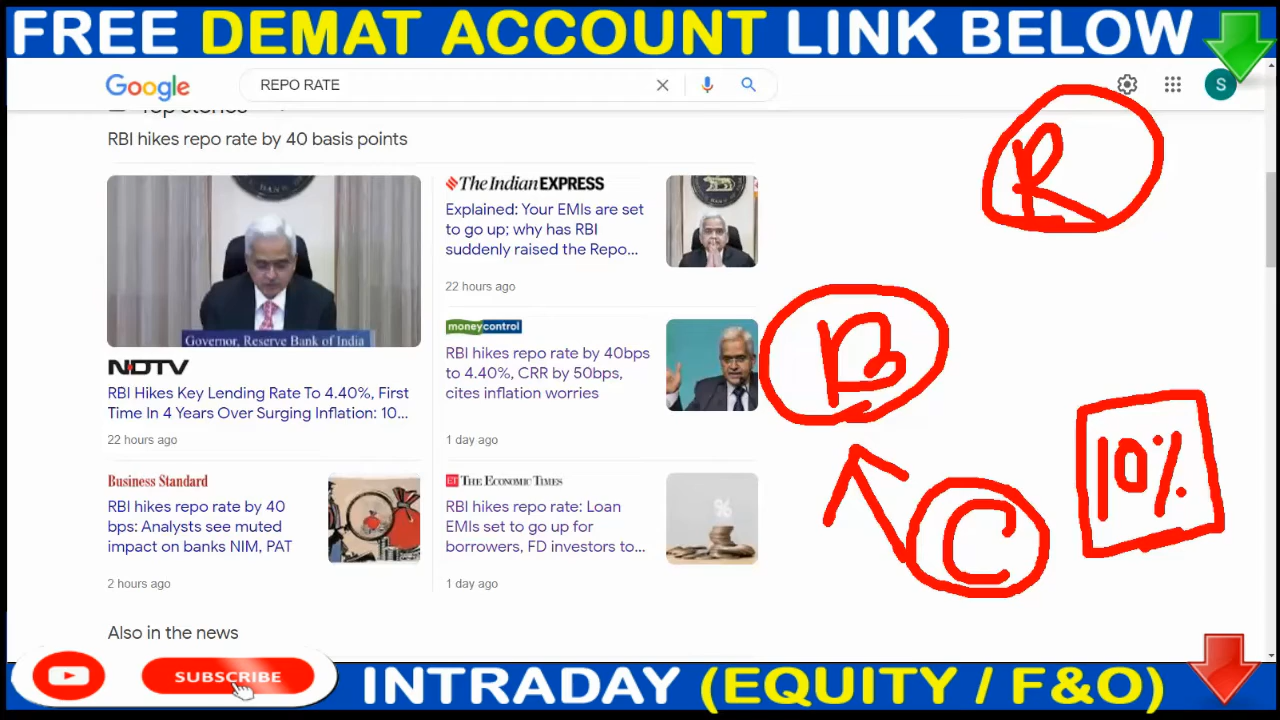 FREE DEMAT ACCOUNT LINK BELOW
Google
REPO RATE
S
Top stories
RBI hikes repo rate by 40 basis points
Governor, Reserve Bank of India
NDTV
RBI Hikes Key Lending Rate To 4.40%, First
Time In 4 Years Over Surging Inflation: 10...
22 hours ago
The Indian EXPRESS
Explained: Your EMIs are set
to go up; why has RBI
suddenly raised the Repo...
22 hours ago
moneycontrol
RBI hikes repo rate by 40bps
to 4.40%, CRR by 50bps,
cites inflation worries
1 day ago
Business Standard
RBI hikes repo rate by 40
bps: Analysts see muted
impact on banks NIM, PAT
2 hours ago
ET THE ECONOMIC TIMES
RBI hikes repo rate: Loan
EMIs set to go up for
borrowers, FD investors to...
1 day ago
%
R
B
C
10%
Also in the news
SUBSCRIBE
INTRADAY (EQUITY / F&O)